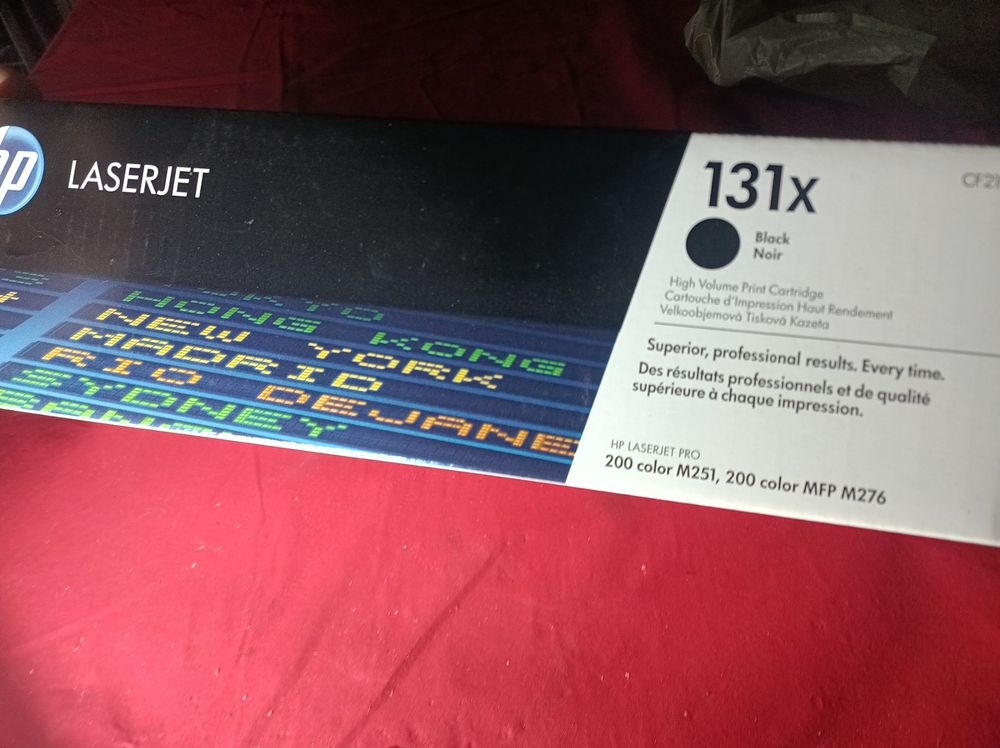 hp
LASERJET
HONG KONG
NEW YORK
MADRID
RIO DEJANE
SYDNEY
131x
CF21
Black
Noir
High Volume Print Cartridge
Cartouche d'Impression Haut Rendement
Velkoobjemová Tisková Kazeta
Superior, professional results. Every time.
Des résultats professionnels et de qualité
supérieure à chaque impression.
HP LASERJET PRO
200 color M251, 200 color MFP M276